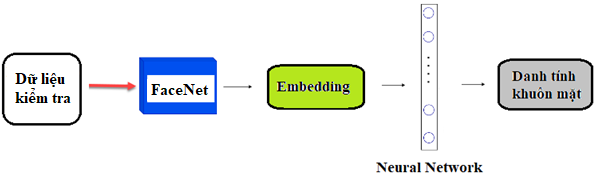 Dữ liệu
kiểm tra
FaceNet
Embedding
Neural Network
Danh tính
khuôn mặt